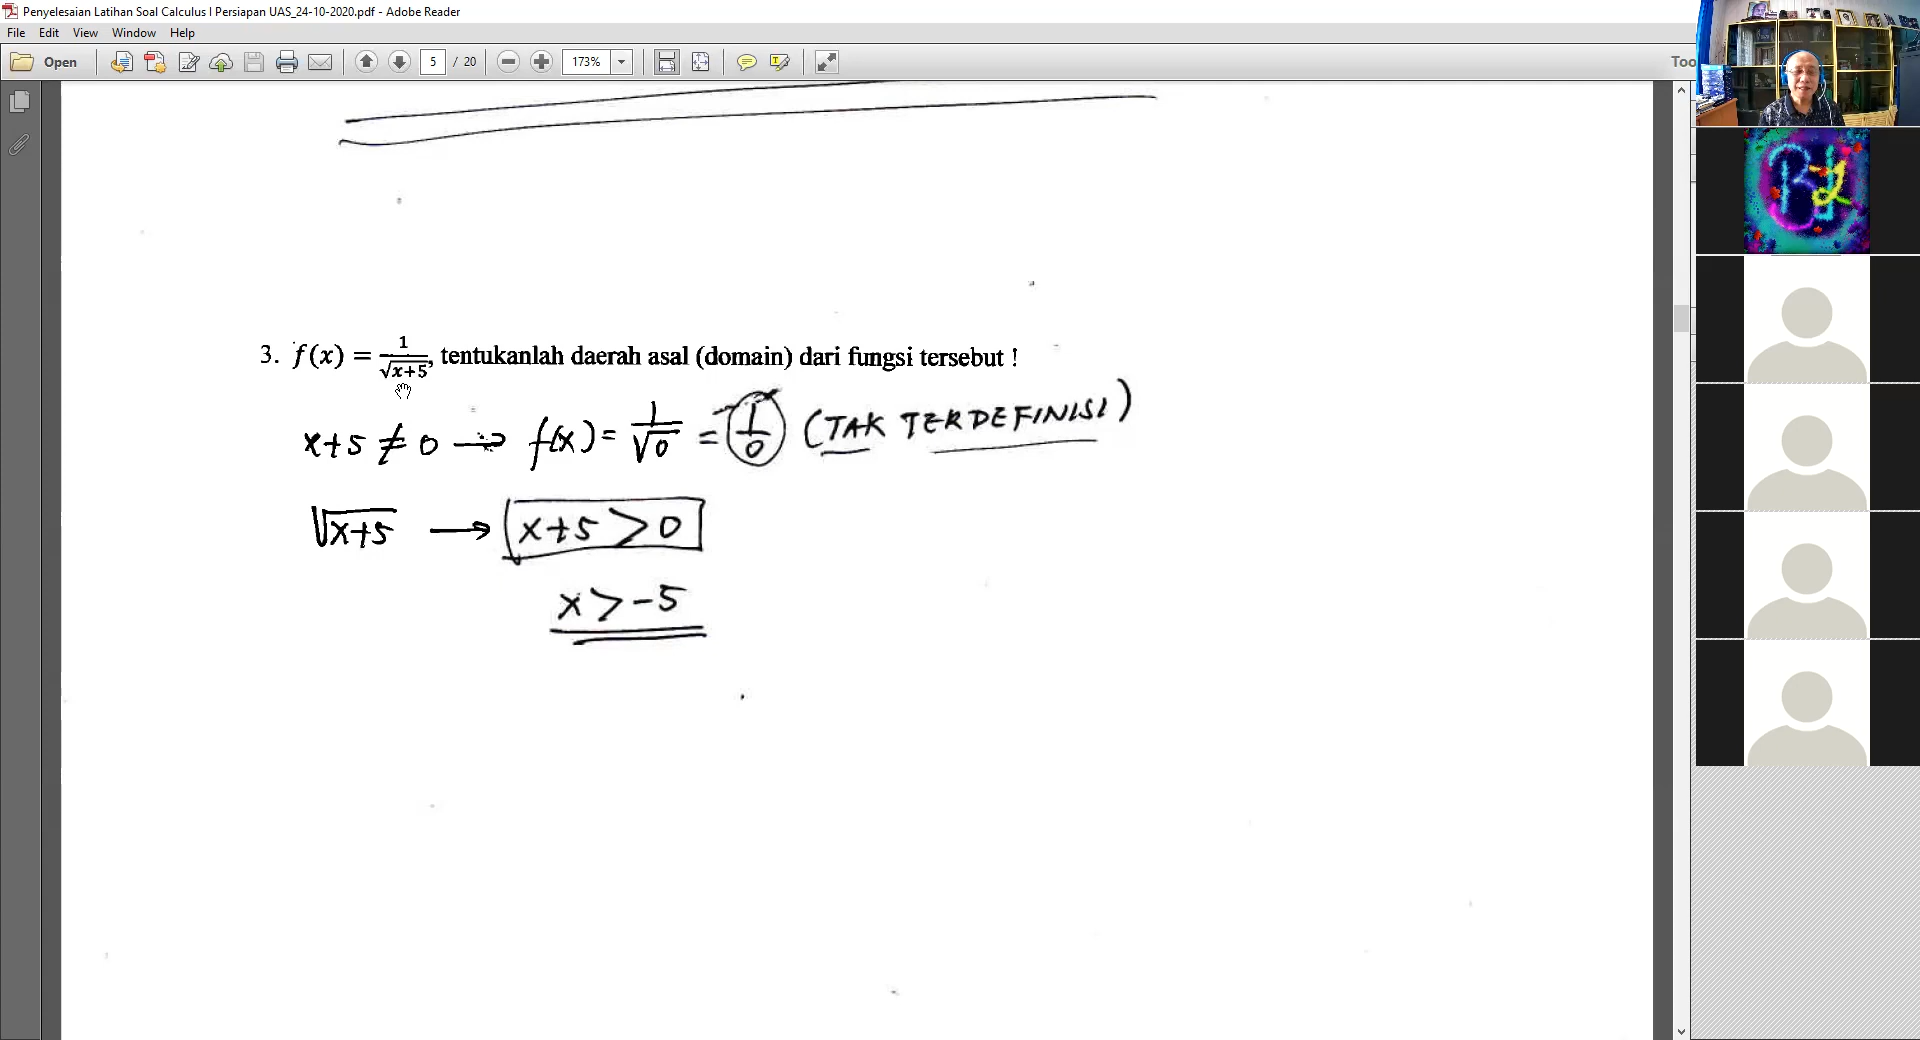 Penyelesaian Latihan Soal Calculus I Persiapan UAS_24-10-2020.pdf - Adobe Reader
File Edit View Window Help
Open 5 / 20 173% Too
3. f(x) = 1/√x+5, tentukanlah daerah asal (domain) dari fungsi tersebut !
x+5 ≠ 0 → f(x) = 1/√0 = 1/0 (TAK TERDEFINISI)
√x+5 → x+5 > 0
x > -5